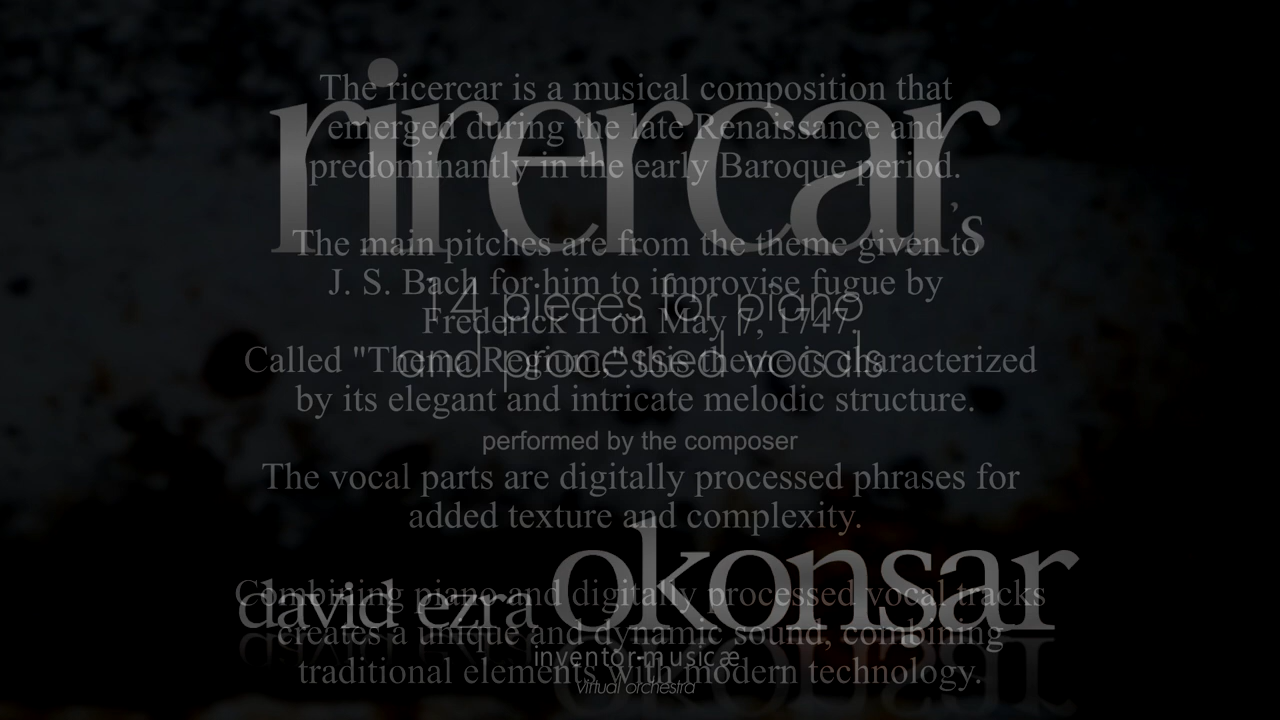 The ricercar is a musical composition that
emerged during the late Renaissance and
predominantly in the early Baroque period.
rirercar's
The main pitches are from the theme given to
J. S. Bach for him to improvise fugue by
Frederick II on May 7, 1747.
14 pieces for piano
and processed vocals
Called "Thema Regium," this theme is characterized
by its elegant and intricate melodic structure.
performed by the composer
The vocal parts are digitally processed phrases for
added texture and complexity.
david ezra okonsar
Combining piano and digitally processed vocal tracks
creates a unique and dynamic sound, combining
traditional elements with modern technology.
inventor-musicæ
Virtual orchestra